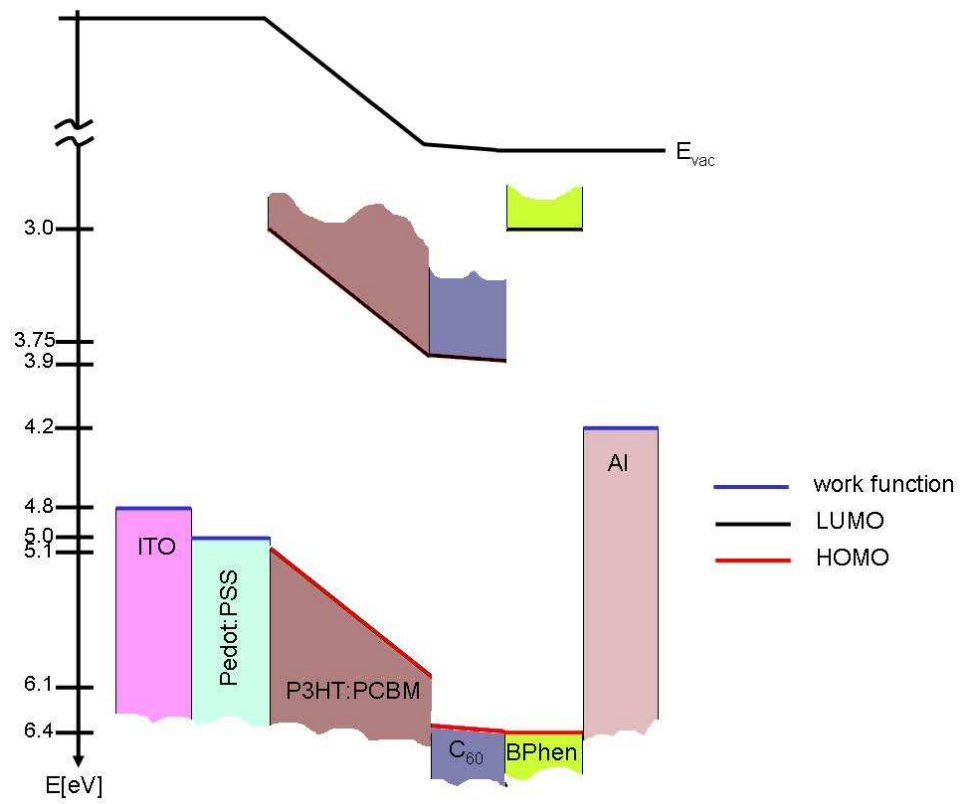 E_vac
3.0
3.75
3.9
4.2
4.8
5.0
5.1
6.1
6.4
E[eV]
ITO
Pedot:PSS
P3HT:PCBM
C₆₀
BPhen
Al
work function
LUMO
HOMO